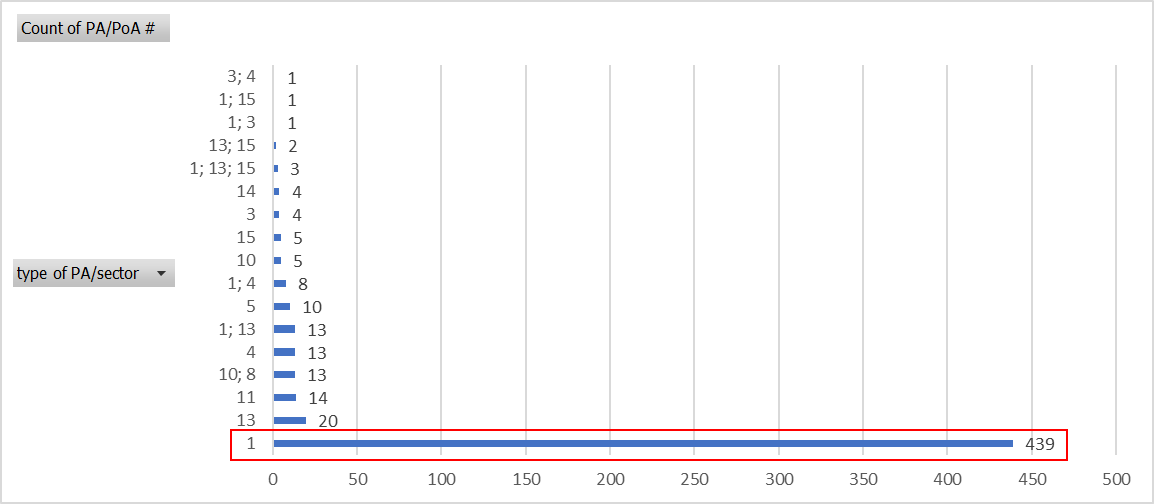 Count of PA/PoA #
3; 4 1
1; 15 1
1; 3 1
13; 15 2
1; 13; 15 3
14 4
3 4
15 5
10 5
type of PA/sector
1; 4 8
5 10
1; 13 13
4 13
10; 8 13
11 14
13 20
1 439
0 50 100 150 200 250 300 350 400 450 500